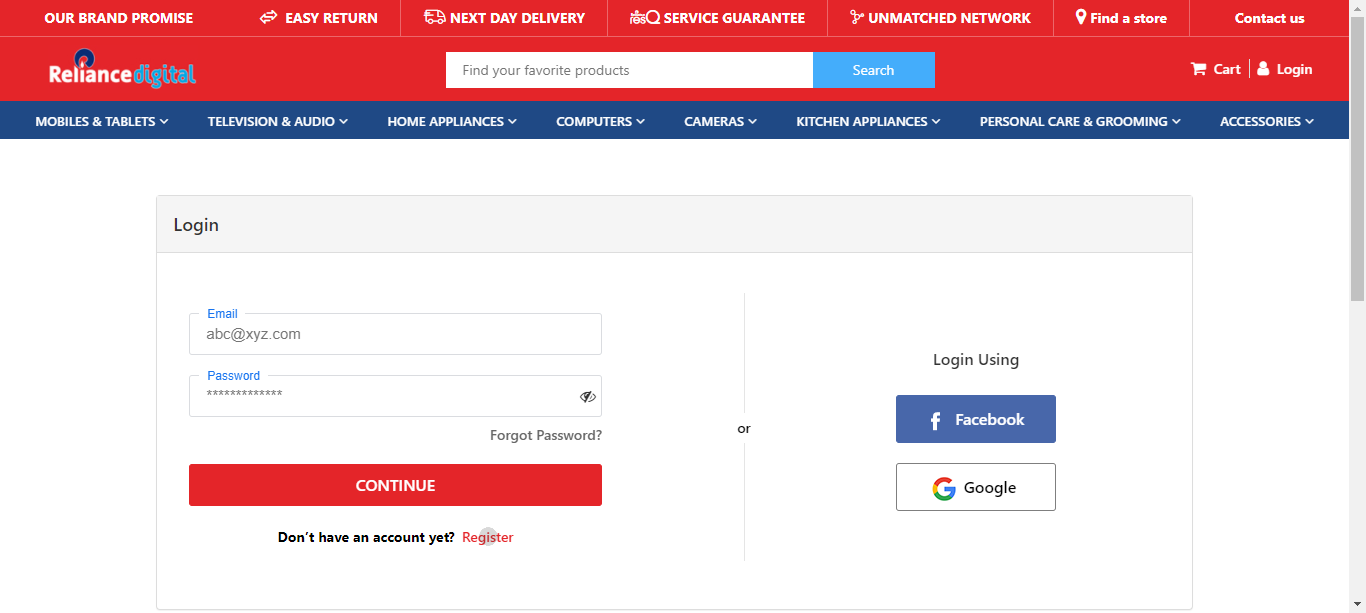 OUR BRAND PROMISE EASY RETURN NEXT DAY DELIVERY resQ SERVICE GUARANTEE UNMATCHED NETWORK Find a store Contact us
Reliance digital Find your favorite products Search Cart Login
MOBILES & TABLETS TELEVISION & AUDIO HOME APPLIANCES COMPUTERS CAMERAS KITCHEN APPLIANCES PERSONAL CARE & GROOMING ACCESSORIES
Login
Email
abc@xyz.com
Login Using
Password
*************
Facebook
or
Forgot Password?
CONTINUE
Google
Don't have an account yet? Register